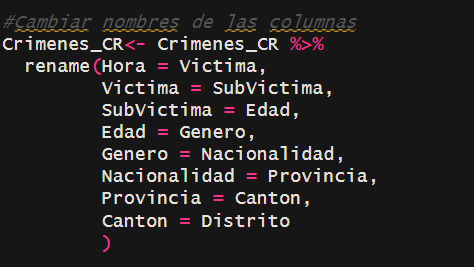 #Cambiar nombres de las columnas
Crimenes_CR<- Crimenes_CR %>%
rename(Hora = Victima,
Victima = SubVictima,
SubVictima = Edad,
Edad = Genero,
Genero = Nacionalidad,
Nacionalidad = Provincia,
Provincia = Canton,
Canton = Distrito
)